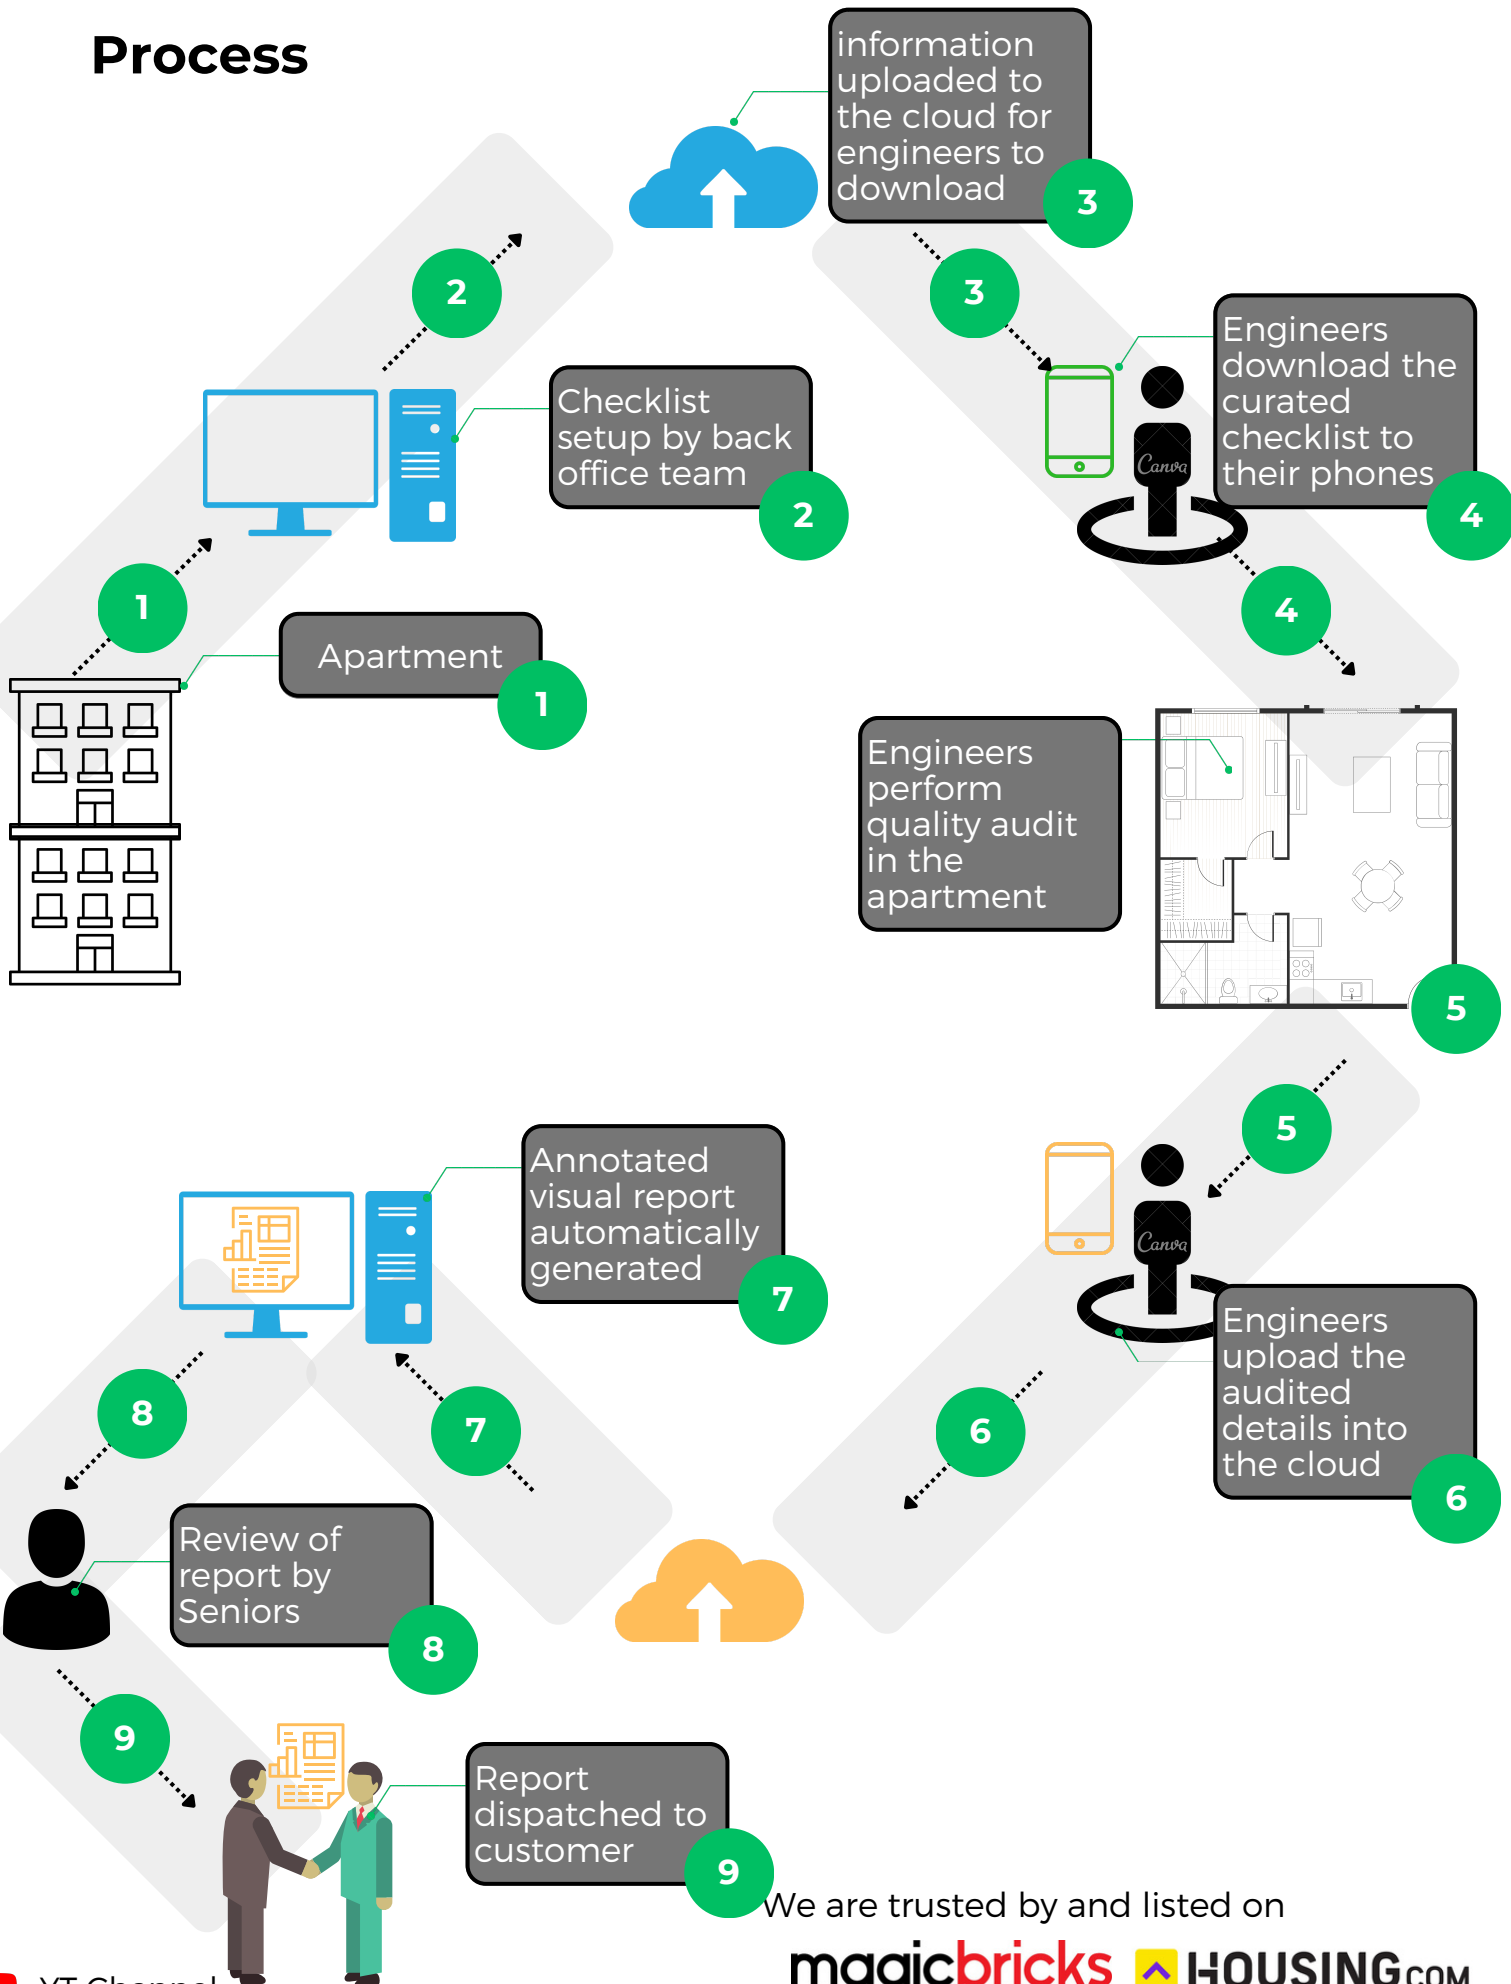 Process
information
uploaded to
the cloud for
engineers to
download
3
2
3
Engineers
download the
curated
checklist to
their phones
4
Canva
Checklist
setup by back
office team
2
1
4
Apartment
1
Engineers
perform
quality audit
in the
apartment
5
5
Annotated
visual report
automatically
generated
7
Canva
Engineers
upload the
audited
details into
the cloud
6
8
7
6
Review of
report by
Seniors
8
9
Report
dispatched to
customer
9
We are trusted by and listed on
magicbricks
HOUSING.COM
YT Channel